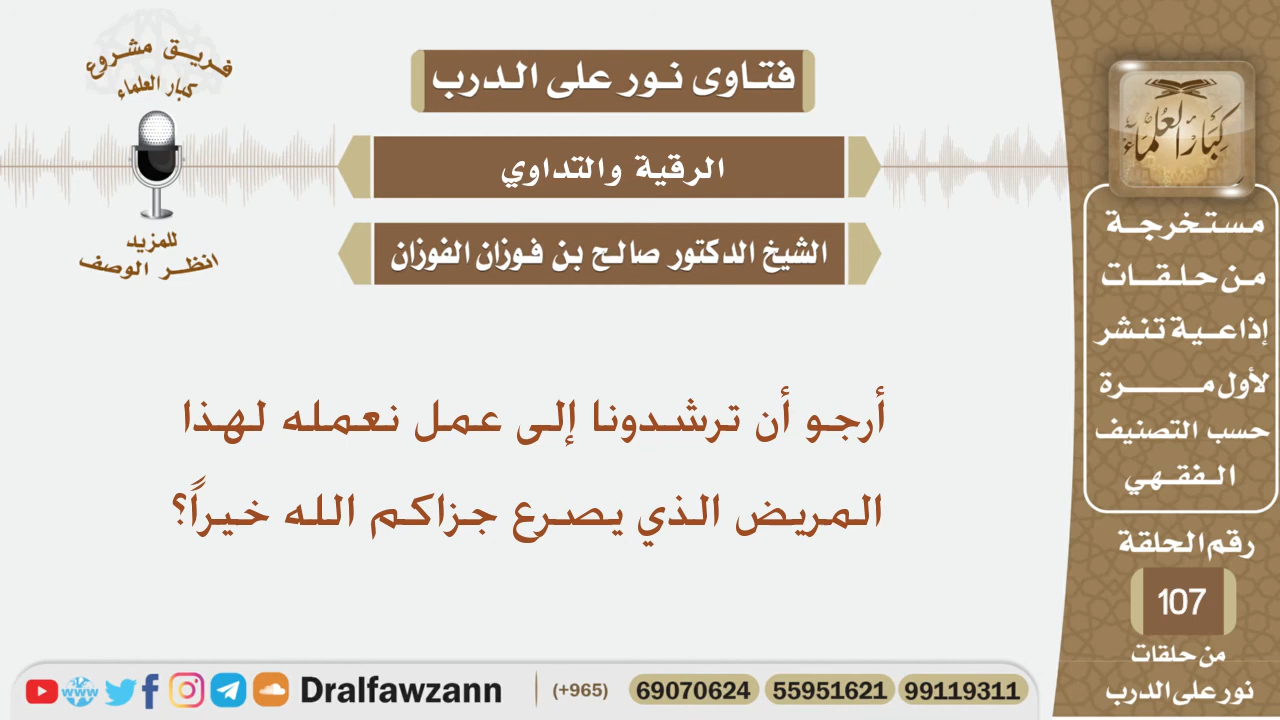 فريق مشروع
كبار العلماء
للمزيد
انظر الوصف
فتاوى نور على الدرب
الرقية والتداوي
الشيخ الدكتور صالح بن فوزان الفوزان
أرجو أن ترشدونا إلى عمل نعمله لهذا
المريض الذي يصرع جزاكم الله خيراً؟
كبار العلماء
مستخرجة
من حلقات
إذاعية تنشر
لأول مرة
حسب التصنيف
الفقهي
رقم الحلقة
107
من حلقات
نور على الدرب
www Dralfawzann (+965) 69070624 55951621 99119311